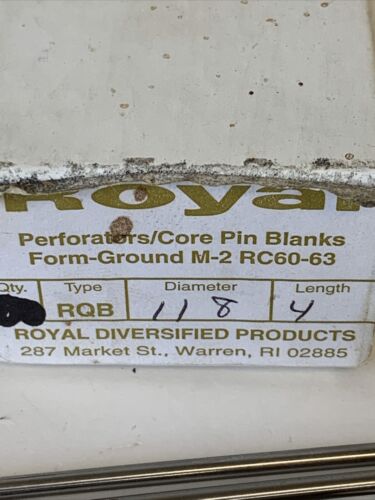 Royal
Perforators/Core Pin Blanks
Form-Ground M-2 RC60-63
Qty. Type Diameter Length
RQB 118 4
ROYAL DIVERSIFIED PRODUCTS
287 Market St., Warren, RI 02885